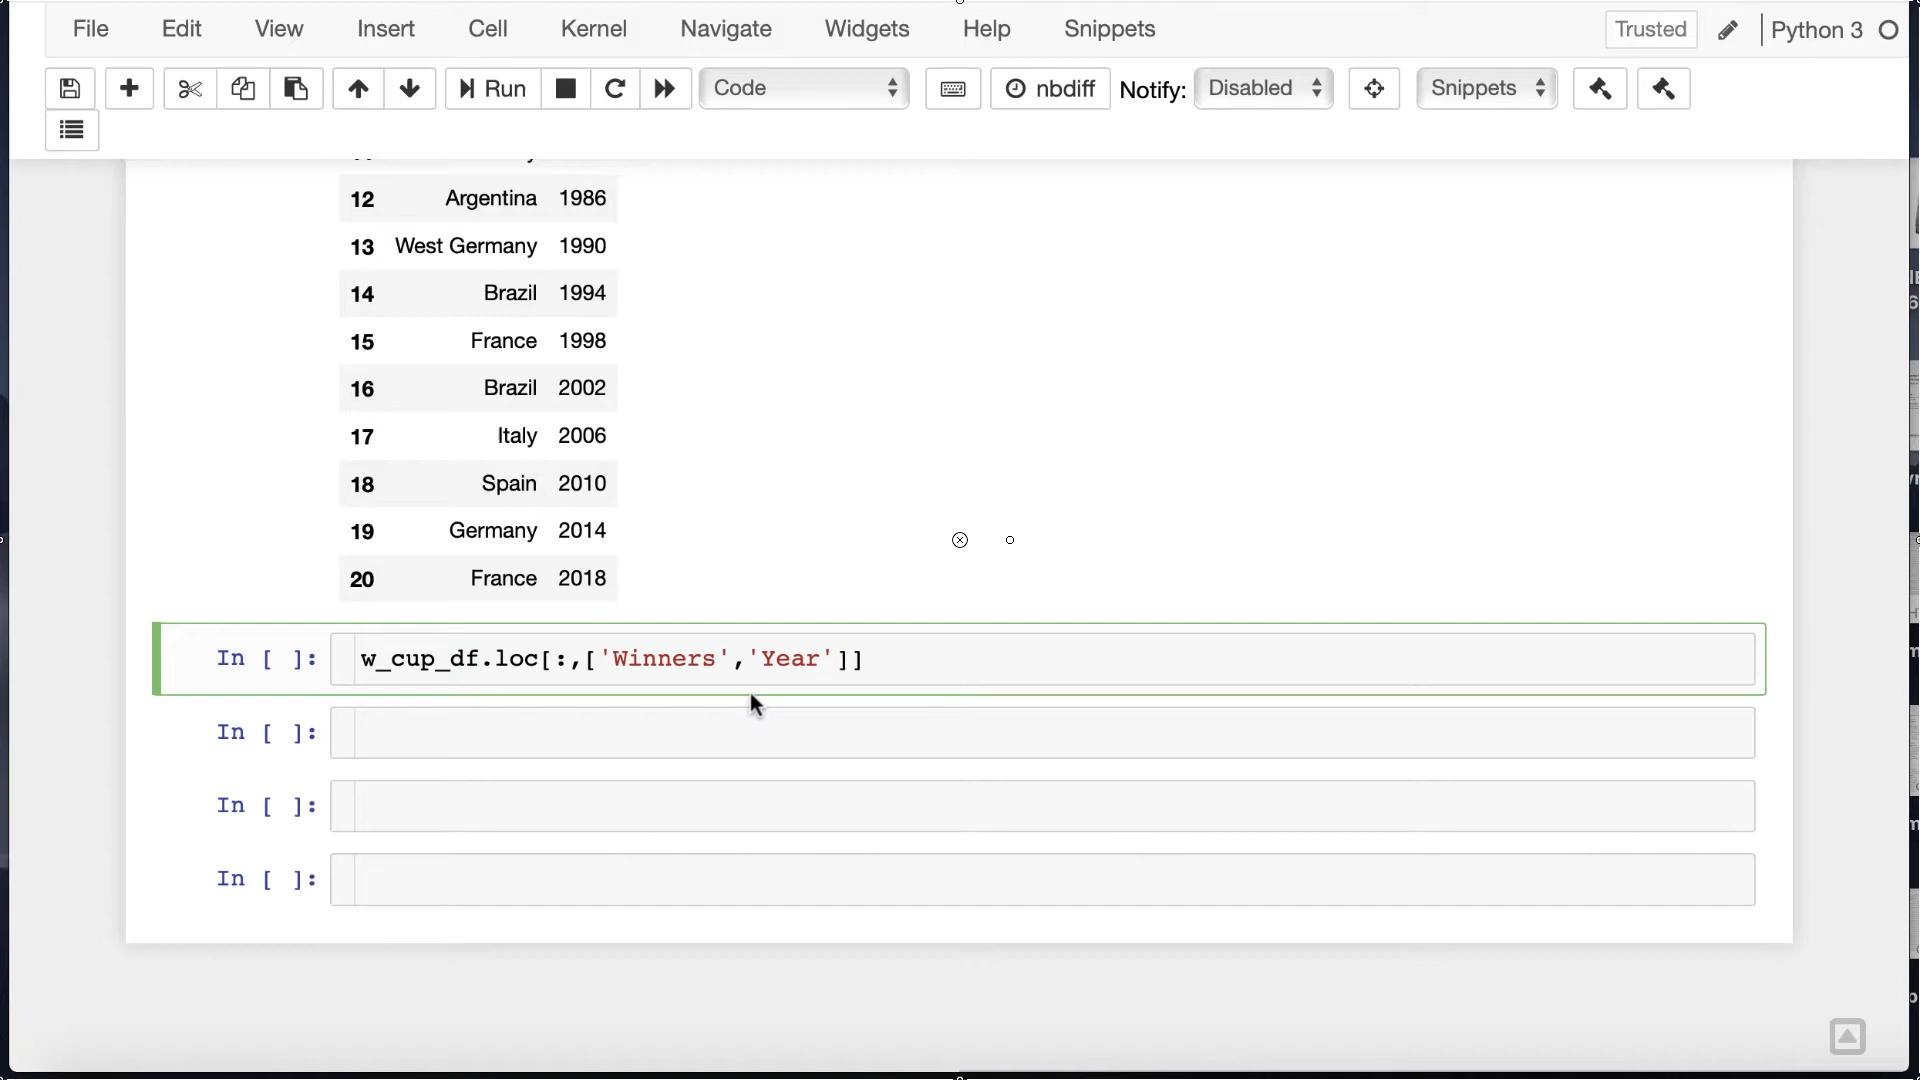 File Edit View Insert Cell Kernel Navigate Widgets Help Snippets Trusted Python 3
Run Code nbdiff Notify: Disabled Snippets
12 Argentina 1986
13 West Germany 1990
14 Brazil 1994
15 France 1998
16 Brazil 2002
17 Italy 2006
18 Spain 2010
19 Germany 2014
20 France 2018
In [ ]: w_cup_df.loc[:,['Winners','Year']]
In [ ]:
In [ ]:
In [ ]: